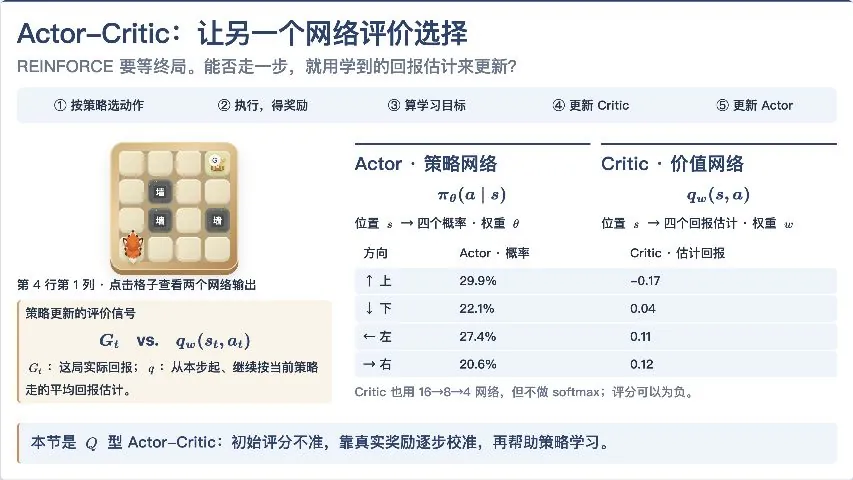 Actor–Critic：让另一个网络评价选择
REINFORCE 要等终局。能否走一步，就用学到的回报估计来更新？
① 按策略选动作 ② 执行，得奖励 ③ 算学习目标 ④ 更新 Critic ⑤ 更新 Actor
G
墙
墙 墙
第 4 行第 1 列 · 点击格子查看两个网络输出
策略更新的评价信号
Gₜ vs. q_w(sₜ, aₜ)
Gₜ：这局实际回报； q：从本步起、继续按当前策略
走的平均回报估计。
Actor · 策略网络
π_θ(a | s)
位置 s → 四个概率 · 权重 θ
Critic · 价值网络
q_w(s, a)
位置 s → 四个回报估计 · 权重 w
方向 Actor · 概率 Critic · 估计回报
↑ 上 29.9% –0.17
↓ 下 22.1% 0.04
← 左 27.4% 0.11
→ 右 20.6% 0.12
Critic 也用 16→8→4 网络，但不做 softmax；评分可以为负。
本节是 Q 型 Actor–Critic：初始评分不准，靠真实奖励逐步校准，再帮助策略学习。